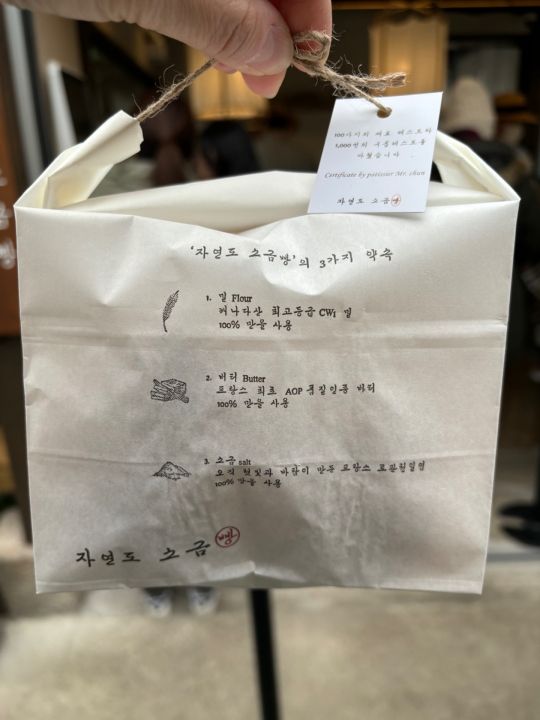 100가지의 재료 테스트와
1,000번의 시음테스트를
마쳤습니다.
Certificate by pâtissier Mr. chun
자연도 소금빵
'자연도 소금빵'의 3가지 약속
1. 밀 Flour
캐나다산 최고등급 CW1 밀
100% 만을 사용
2. 버터 Butter
프랑스 최초 AOP 품질인증 버터
100% 만을 사용
3. 소금 salt
오직 햇빛과 바람이 만든 프랑소 토판천일염
100% 만을 사용
자연도 소금빵